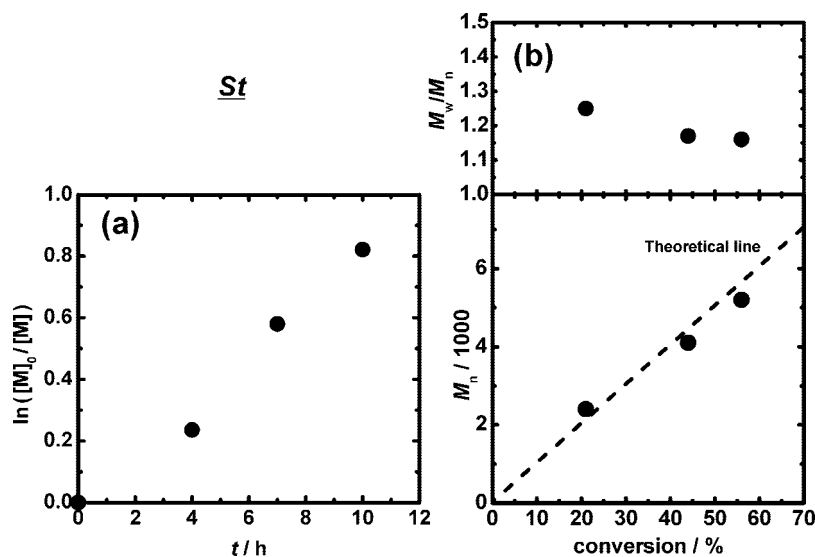 St
(a)
ln ( [M]0 / [M])
1.0
0.8
0.6
0.4
0.2
0.0
0 2 4 6 8 10 12
t / h
(b)
Mw/Mn
1.5
1.4
1.3
1.2
1.1
1.0
Theoretical line
Mn / 1000
6
4
2
0
0 10 20 30 40 50 60 70
conversion / %